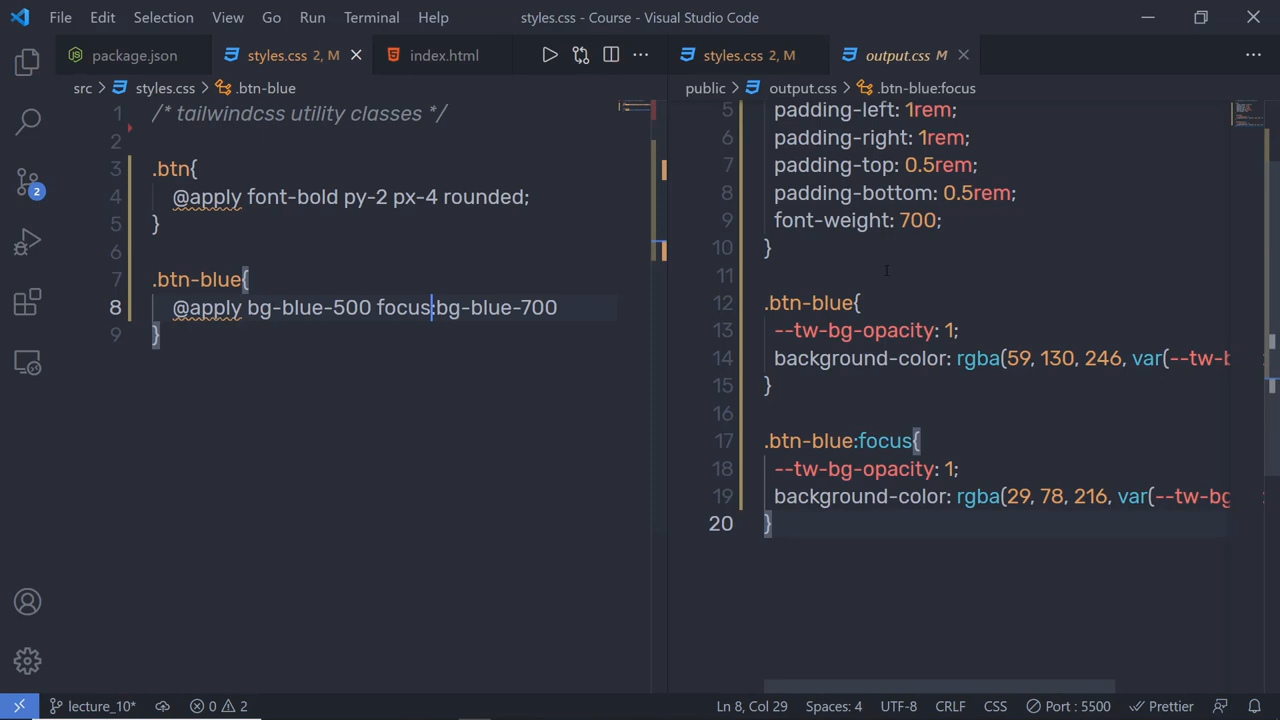 File Edit Selection View Go Run Terminal Help styles.css - Course - Visual Studio Code
package.json styles.css 2, M index.html styles.css 2, M output.css M
src > styles.css > .btn-blue public > output.css > .btn-blue:focus
1 /* tailwindcss utility classes */
2
3 .btn{
4 @apply font-bold py-2 px-4 rounded;
5 }
6
7 .btn-blue{
8 @apply bg-blue-500 focus:bg-blue-700
9 }
5 padding-left: 1rem;
6 padding-right: 1rem;
7 padding-top: 0.5rem;
8 padding-bottom: 0.5rem;
9 font-weight: 700;
10 }
11
12 .btn-blue{
13 --tw-bg-opacity: 1;
14 background-color: rgba(59, 130, 246, var(--tw-b
15 }
16
17 .btn-blue:focus{
18 --tw-bg-opacity: 1;
19 background-color: rgba(29, 78, 216, var(--tw-bg
20 }
2
lecture_10* 0 2 Ln 8, Col 29 Spaces: 4 UTF-8 CRLF CSS Port : 5500 Prettier